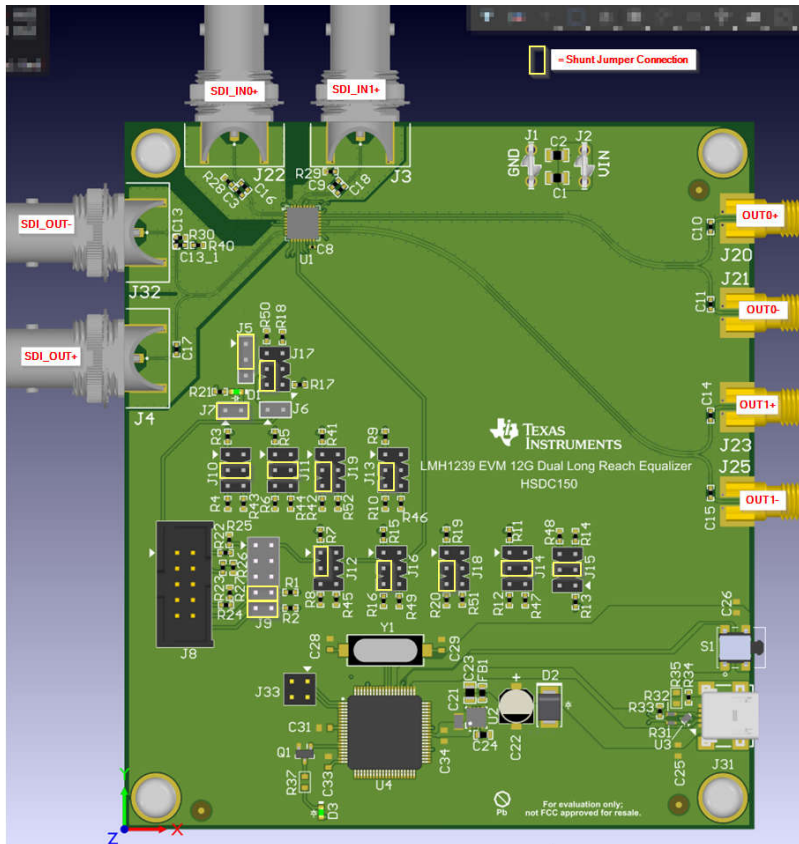 = Shunt Jumper Connection
SDI_IN0+
SDI_IN1+
J22
J3
R28
C3
C16
R29
C9
C18
J1
J2
GND
VIN
C2
C1
SDI_OUT-
C13
R30
R40
C13_1
J32
U1
C8
C10
OUT0+
J20
J21
C11
OUT0-
SDI_OUT+
C17
J4
R50
R18
J5
J17
R21
D1
R17
J7
J6
C14
OUT1+
J23
J25
C15
OUT1-
TEXAS
INSTRUMENTS
LMH1239 EVM 12G Dual Long Reach Equalizer
HSDC150
R3
R5
R41
R9
J10
J11
J19
J13
R4
R43
R6
R44
R42
R52
R10
R46
R22
R25
R26
R23
R27
R24
R1
R2
J8
J9
R7
J12
R8
R45
R15
J16
R16
R49
R19
J18
R20
R51
R11
J14
R12
R47
R48
R14
J15
R13
C26
S1
Y1
C28
C29
J33
C31
Q1
R37
C33
D3
U4
C34
C21
C23
FB1
U2
C24
C22
+
D2
R35
R34
R32
R33
R31
U3
C25
J31
Pb
For evaluation only;
not FCC approved for resale.
Y
Z
X